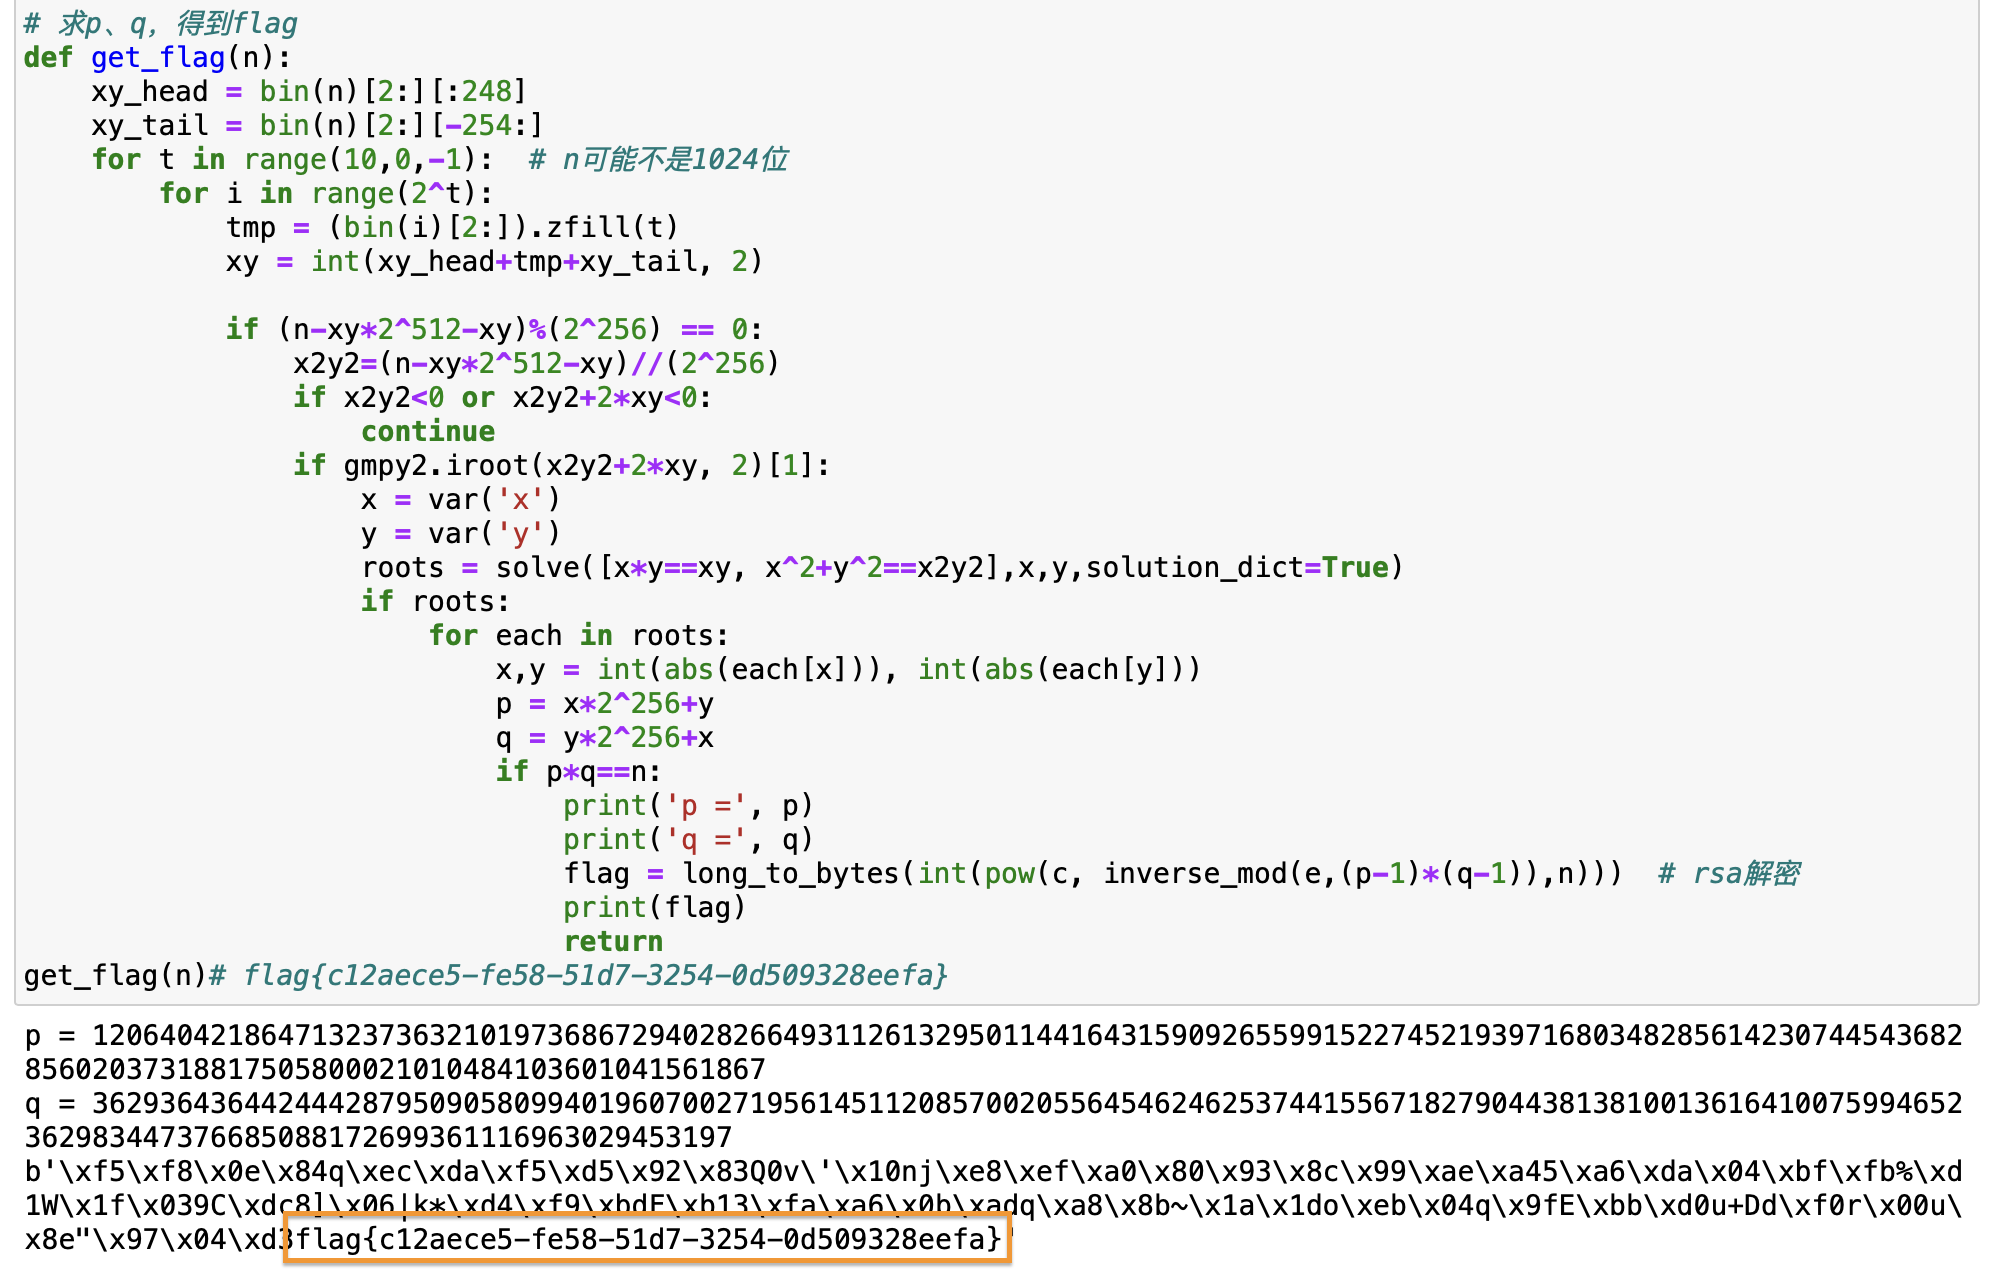 # 求p、q，得到flag
def get_flag(n):
    xy_head = bin(n)[2:][:248]
    xy_tail = bin(n)[2:][-254:]
    for t in range(10,0,-1):  # n可能不是1024位
        for i in range(2^t):
            tmp = (bin(i)[2:]).zfill(t)
            xy = int(xy_head+tmp+xy_tail, 2)

            if (n-xy*2^512-xy)%(2^256) == 0:
                x2y2=(n-xy*2^512-xy)//(2^256)
                if x2y2<0 or x2y2+2*xy<0:
                    continue
                if gmpy2.iroot(x2y2+2*xy, 2)[1]:
                    x = var('x')
                    y = var('y')
                    roots = solve([x*y==xy, x^2+y^2==x2y2],x,y,solution_dict=True)
                    if roots:
                        for each in roots:
                            x,y = int(abs(each[x])), int(abs(each[y]))
                            p = x*2^256+y
                            q = y*2^256+x
                            if p*q==n:
                                print('p =', p)
                                print('q =', q)
                                flag = long_to_bytes(int(pow(c, inverse_mod(e,(p-1)*(q-1)),n)))  # rsa解密
                                print(flag)
                                return
get_flag(n)# flag{c12aece5-fe58-51d7-3254-0d509328eefa}
p = 120640421864713237363210197368672940282664931126132950114416431590926559915227452193971680348285614230744543682
85602037318817505800021010484103601041561867
q = 362936436442444287950905809940196070027195614511208570020556454624625374415567182790443813810013616410075994652
362983447376685088172699361116963029453197
b'\xf5\xf8\x0e\x84q\xec\xda\xf5\xd5\x92\x83Q0v\'\x10nj\xe8\xef\xa0\x80\x93\x8c\x99\xae\xa45\xa6\xda\x04\xbf\xfb%\xd
1W\x1f\x039C\xdc8]\x06|k*\xd4\xf9\xbdF\xb13\xfa\xa6\x0b\xadq\xa8\x8b~\x1a\x1do\xeb\x04q\x9fE\xbb\xd0u+Dd\xf0r\x00u\
x8e"\x97\x04\xd3flag{c12aece5-fe58-51d7-3254-0d509328eefa}'